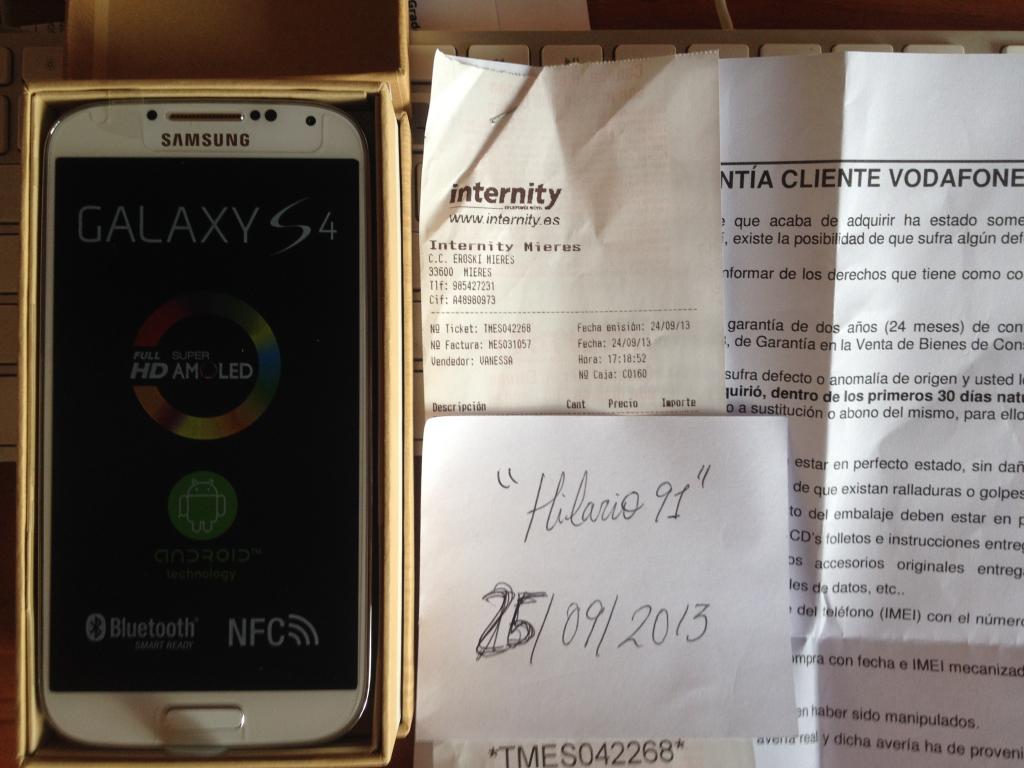 SAMSUNG
GALAXY S4
FULL HD SUPER AMOLED
ANDROID™
technology
Bluetooth®
SMART READY
NFC
Grad
internity
www.internity.es
Internity Mieres
C.C. EROSKI MIERES
33600 MIERES
Tlf: 985427231
Cif: A48980973
Nº Ticket: TMES042268 Fecha emisión: 24/09/13
Nº Factura: MES031057 Fecha: 24/09/13
Vendedor: VANESSA Hora: 17:18:52
Nº Caja: C0160
Descripción Cant Precio Importe
"Hilario 91"
25/09/2013
*TMES042268*
NTÍA CLIENTE VODAFONE
que acaba de adquirir ha estado some
, existe la posibilidad de que sufra algún def
nformar de los derechos que tiene como co
garantía de dos años (24 meses) de con
, de Garantía en la Venta de Bienes de Con
sufra defecto o anomalía de origen y usted l
quirió, dentro de los primeros 30 días natu
o a sustitución o abono del mismo, para ello
estar en perfecto estado, sin dañ
de que existan ralladuras o golpes
to del embalaje deben estar en p
CD's folletos e instrucciones entreg
os accesorios originales entrega
les de datos, etc..
del teléfono (IMEI) con el número
ompra con fecha e IMEI mecanizad
en haber sido manipulados.
avería real y dicha avería ha de proveni